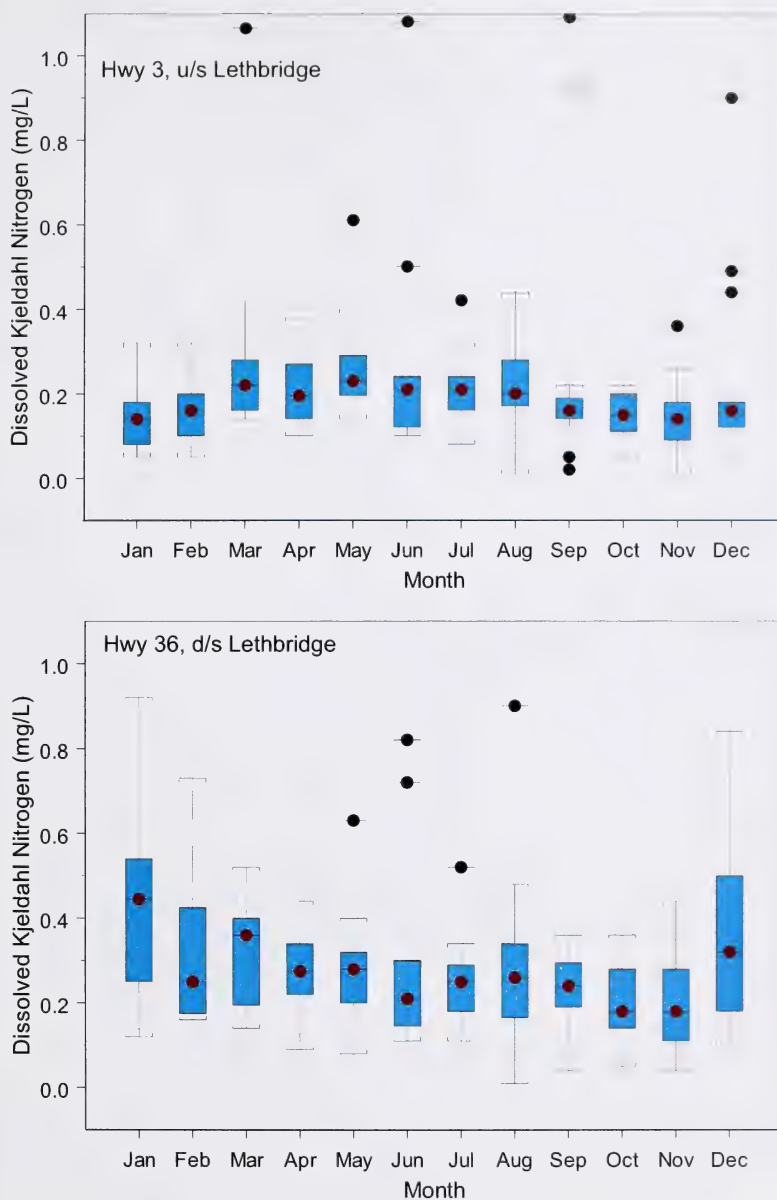 Hwy 3, u/s Lethbridge
Dissolved Kjeldahl Nitrogen (mg/L)
1.0
0.8
0.6
0.4
0.2
0.0
Jan Feb Mar Apr May Jun Jul Aug Sep Oct Nov Dec
Month
Hwy 36, d/s Lethbridge
Dissolved Kjeldahl Nitrogen (mg/L)
1.0
0.8
0.6
0.4
0.2
0.0
Jan Feb Mar Apr May Jun Jul Aug Sep Oct Nov Dec
Month